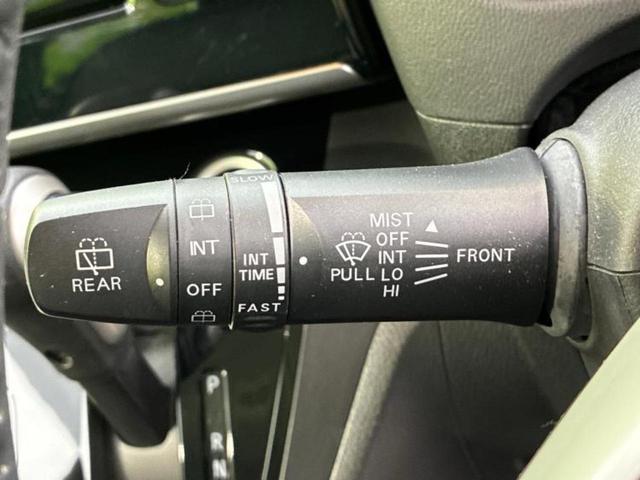 REAR
INT
OFF
SLOW
INT
TIME
FAST
MIST
OFF
INT
PULL LO
HI
FRONT
P
R
N